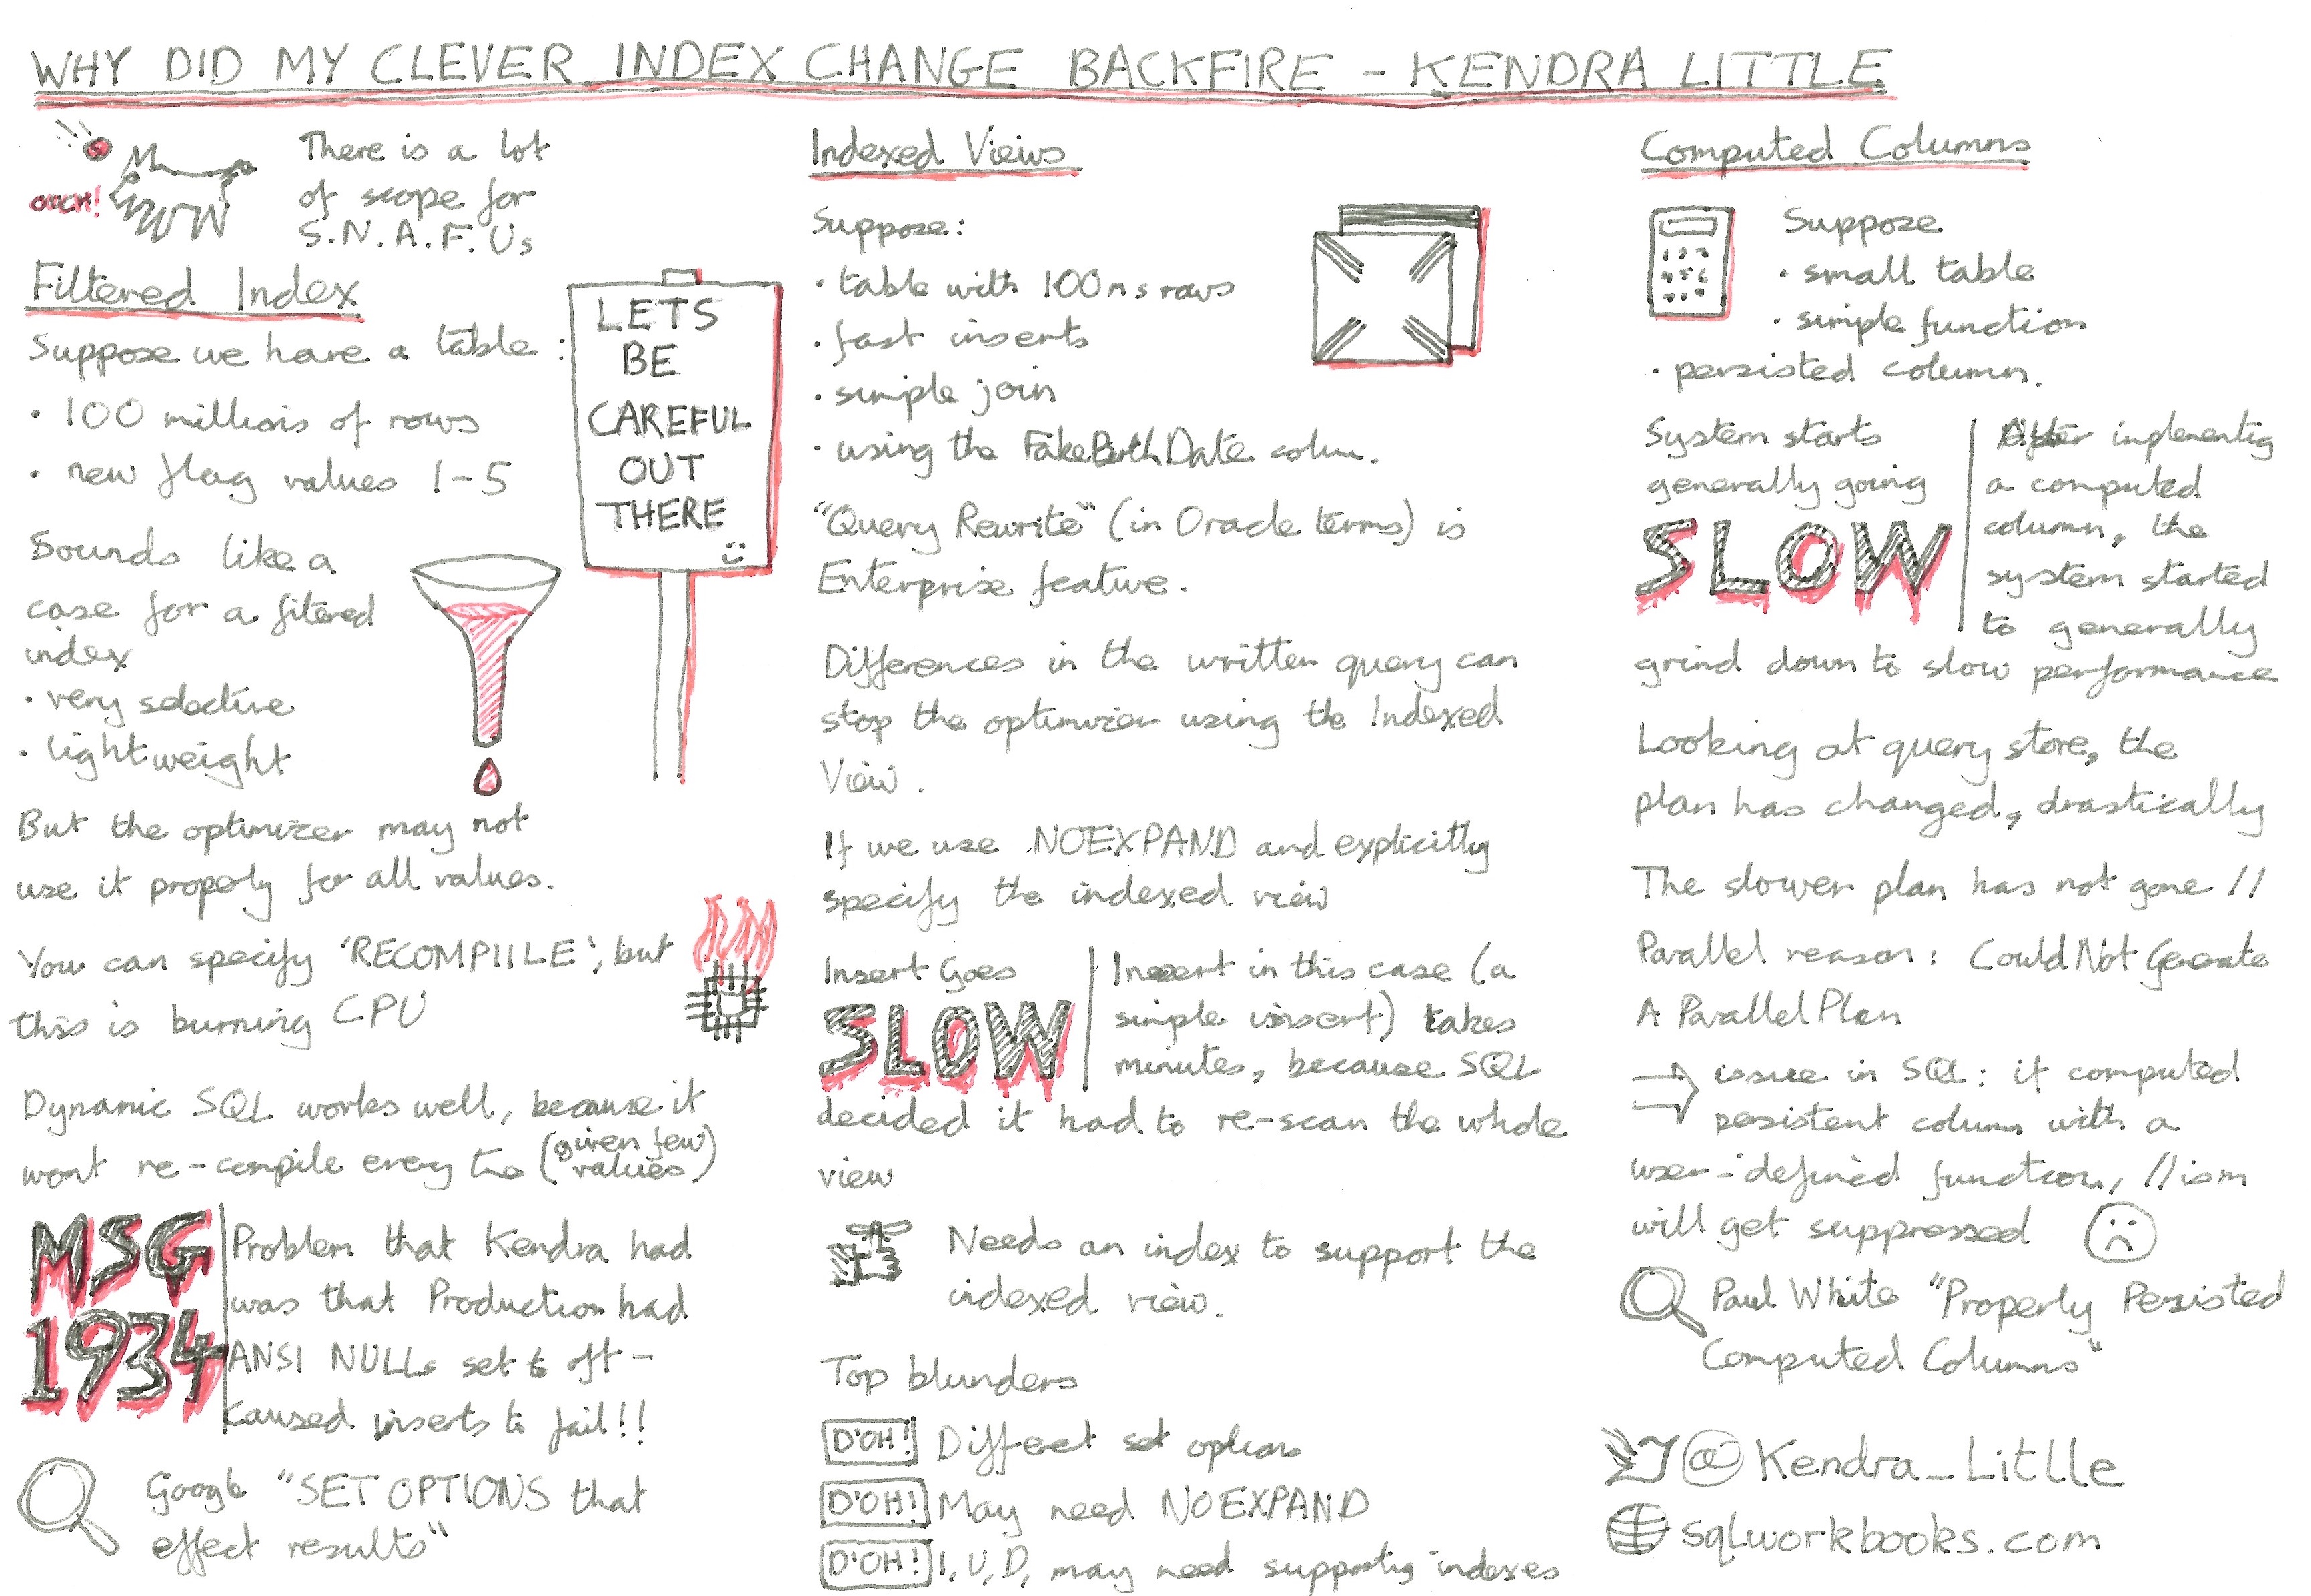 WHY DID MY CLEVER INDEX CHANGE BACKFIRE - KENDRA LITTLE
OUCH!
There is a lot
of scope for
S.N.A.F.Us
Filtered Index
Suppose we have a table:
· 100 millions of rows
· new flag values 1-5
Sounds like a
case for a filtered
index
· very selective
· lightweight
LETS
BE
CAREFUL
OUT
THERE
But the optimizer may not
use it properly for all values.
You can specify 'RECOMPIILE', but
this is burning CPU
Dynamic SQL works well, because it
wont re-compile every the (given few
values)
MSG
1934
Problem that Kendra had
was that Production had
ANSI NULLs set to off -
caused inserts to fail!!
Google "SET OPTIONS that
effect results"
Indexed Views
Suppose:
· table with 100ms rows
· fast inserts
· simple join
· using the FakeBirthDate colum.
"Query Rewrite" (in Oracle terms) is
Enterprise feature.
Differences in the written query can
stop the optimizer using the Indexed
View.
If we use NOEXPAND and explicitly
specify the indexed view
Insert Goes
SLOW
Insert in this case (a
simple insert) takes
minutes, because SQL
decided it had to re-scan the whole
view
Needs an index to support the
indexed view.
Top blunders
D'OH! Differet set options
D'OH! May need NOEXPAND
D'OH! I, U, D, may need supportig indexes
Computed Columns
Suppose
· small table
· simple function
· persisted column.
System starts
generally going
SLOW
After implementig
a computed
column, the
system started
to generally
grind down to slow performance
Looking at query store, the
plan has changed, drastically
The slower plan has not gone //
Parallel reason: Could Not Generate
A Parallel Plan
issue in SQL: if computed
persistent column with a
user-defined function, //ism
will get suppressed
Paul White "Properly Persisted
Computed Columns"
@Kendra_Litlle
sqlworkbooks.com